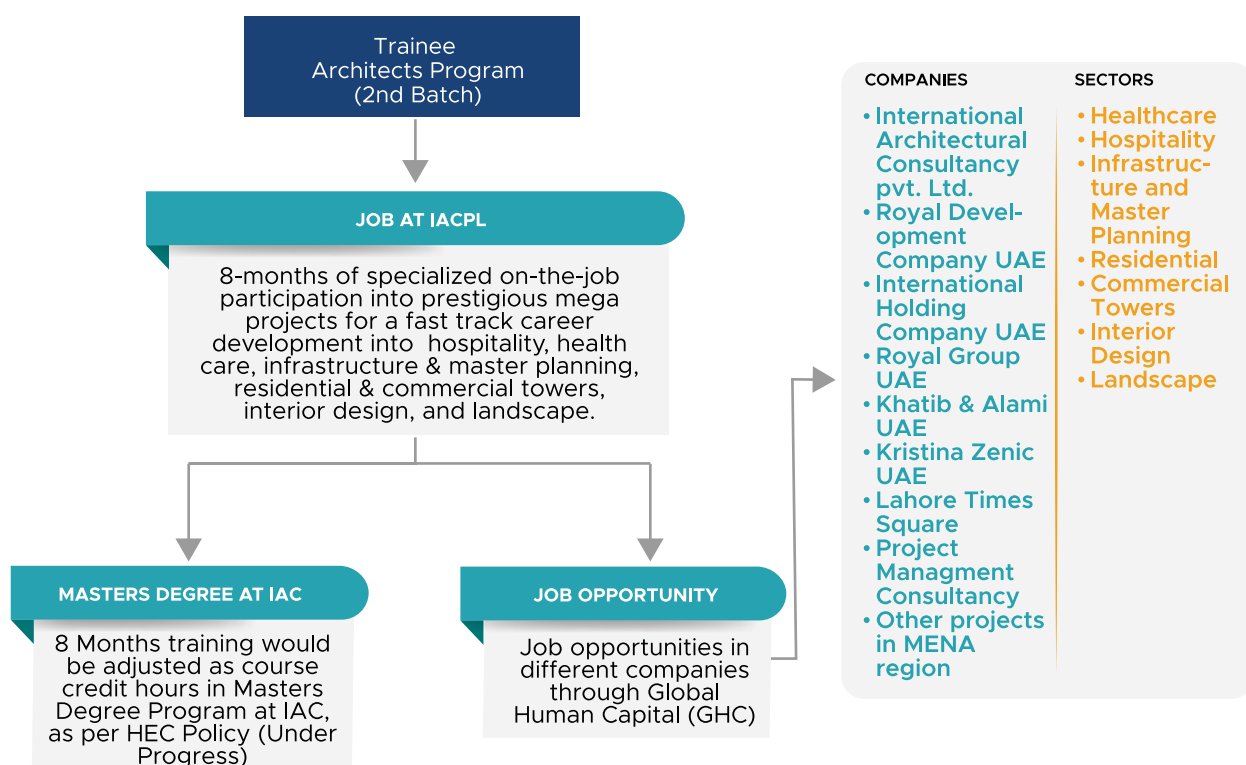 Trainee
Architects Program
(2nd Batch)
JOB AT IACPL
8-months of specialized on-the-job
participation into prestigious mega
projects for a fast track career
development into hospitality, health
care, infrastructure & master planning,
residential & commercial towers,
interior design, and landscape.
MASTERS DEGREE AT IAC
8 Months training would
be adjusted as course
credit hours in Masters
Degree Program at IAC,
as per HEC Policy (Under
Progress)
JOB OPPORTUNITY
Job opportunities in
different companies
through Global
Human Capital (GHC)
COMPANIES
• International
Architectural
Consultancy
pvt. Ltd.
• Royal Devel-
opment
Company UAE
• International
Holding
Company UAE
• Royal Group
UAE
• Khatib & Alami
UAE
• Kristina Zenic
UAE
• Lahore Times
Square
• Project
Managment
Consultancy
• Other projects
in MENA
region
SECTORS
• Healthcare
• Hospitality
• Infrastruc-
ture and
Master
Planning
• Residential
• Commercial
Towers
• Interior
Design
• Landscape